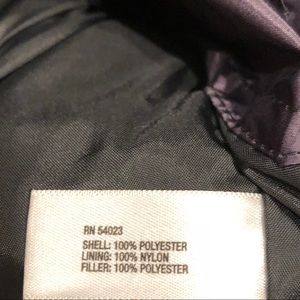 RN 54023
SHELL: 100% POLYESTER
LINING: 100% NYLON
FILLER: 100% POLYESTER